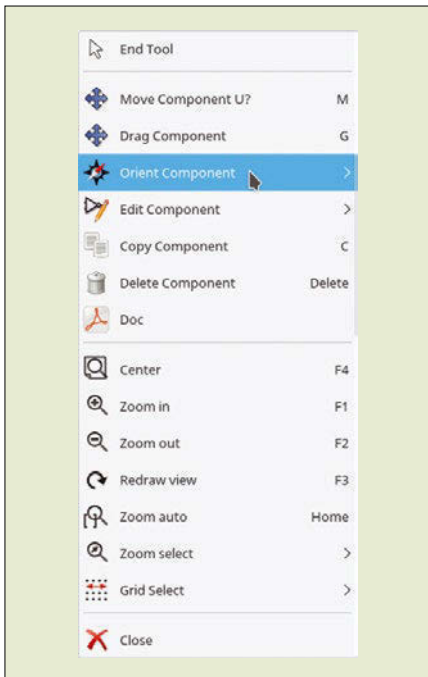 End Tool
Move Component U? M
Drag Component G
Orient Component >
Edit Component >
Copy Component C
Delete Component Delete
Doc
Center F4
Zoom in F1
Zoom out F2
Redraw view F3
Zoom auto Home
Zoom select >
Grid Select >
Close